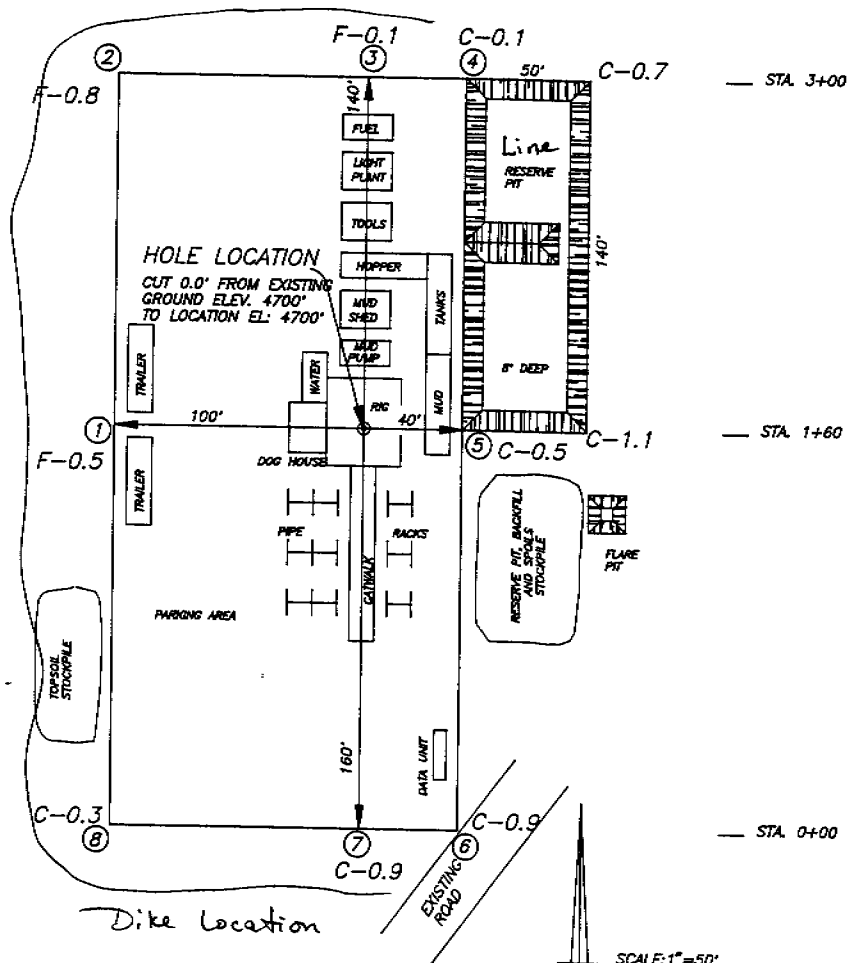 F-0.1
C-0.1
2
3
4
50'
C-0.7
STA. 3+00
F-0.8
140'
FUEL
Line
RESERVE
PIT
LIGHT
PLANT
TOOLS
140'
HOLE LOCATION
HOPPER
CUT 0.0' FROM EXISTING
GROUND ELEV. 4700'
TO LOCATION EL: 4700'
MUD
SHED
TANKS
MUD
PUMP
TRAILER
WATER
8' DEEP
RIG
MUD
100'
40'
1
5
C-0.5
C-1.1
STA. 1+60
F-0.5
DOG HOUSE
TRAILER
PIPE
RACKS
CATWALK
RESERVE PIT, BACKFILL
AND SPOILS
STOCKPILE
FLARE
PIT
PARKING AREA
TOPSOIL
STOCKPILE
160'
DATA UNIT
C-0.3
8
7
C-0.9
6
C-0.9
STA. 0+00
EXISTING
ROAD
Dike Location
SCALE: 1"=50'